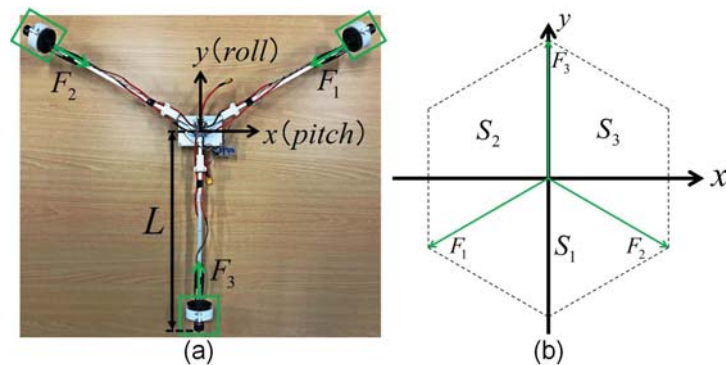 y(roll)
F₂
F₁
x(pitch)
L
F₃
(a)
y
F₃
S₂
S₃
x
F₁
S₁
F₂
(b)